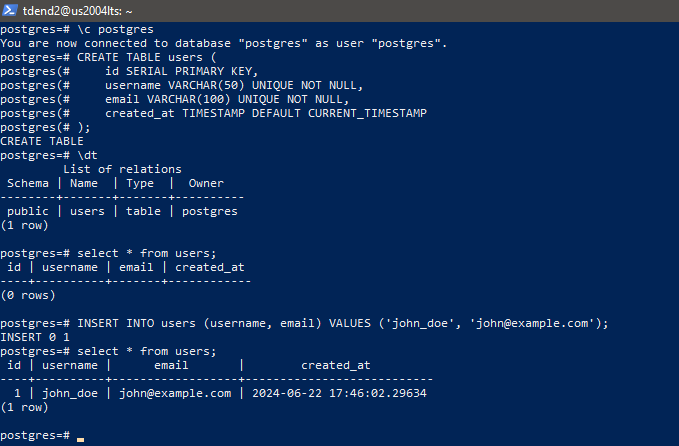 tdend2@us2004lts: ~
postgres=# \c postgres
You are now connected to database "postgres" as user "postgres".
postgres=# CREATE TABLE users (
postgres(#     id SERIAL PRIMARY KEY,
postgres(#     username VARCHAR(50) UNIQUE NOT NULL,
postgres(#     email VARCHAR(100) UNIQUE NOT NULL,
postgres(#     created_at TIMESTAMP DEFAULT CURRENT_TIMESTAMP
postgres(# );
CREATE TABLE
postgres=# \dt
         List of relations
 Schema | Name  | Type  |  Owner
--------+-------+-------+----------
 public | users | table | postgres
(1 row)

postgres=# select * from users;
 id | username | email | created_at
----+----------+-------+------------
(0 rows)

postgres=# INSERT INTO users (username, email) VALUES ('john_doe', 'john@example.com');
INSERT 0 1
postgres=# select * from users;
 id | username |      email       |         created_at
----+----------+------------------+---------------------------
  1 | john_doe | john@example.com | 2024-06-22 17:46:02.29634
(1 row)

postgres=#